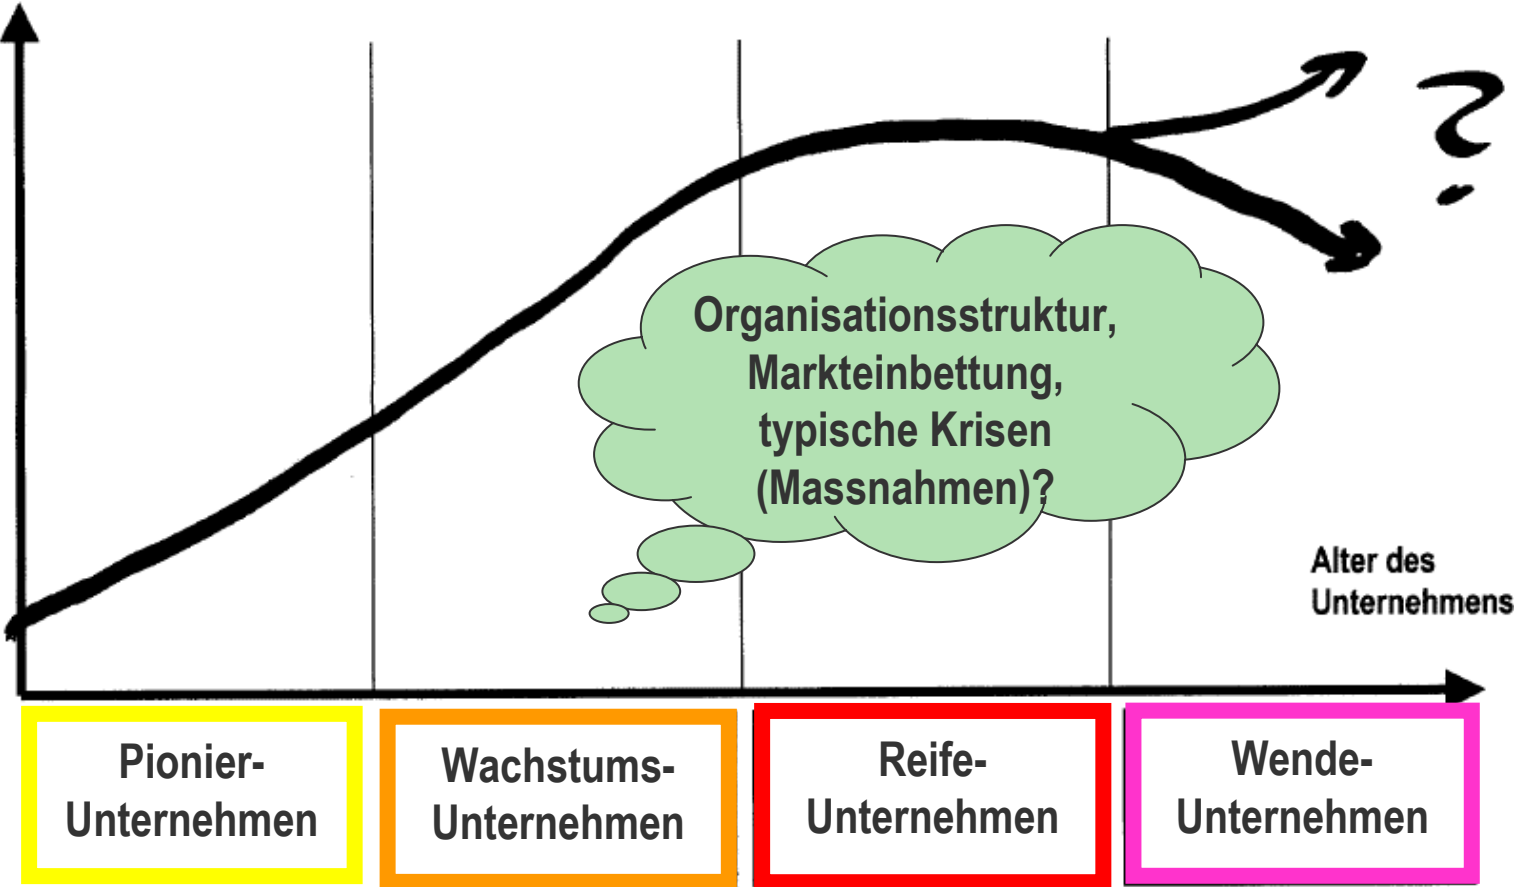 ?
Organisationsstruktur,
Markteinbettung,
typische Krisen
(Massnahmen)?
Alter des
Unternehmens
Pionier-
Unternehmen
Wachstums-
Unternehmen
Reife-
Unternehmen
Wende-
Unternehmen